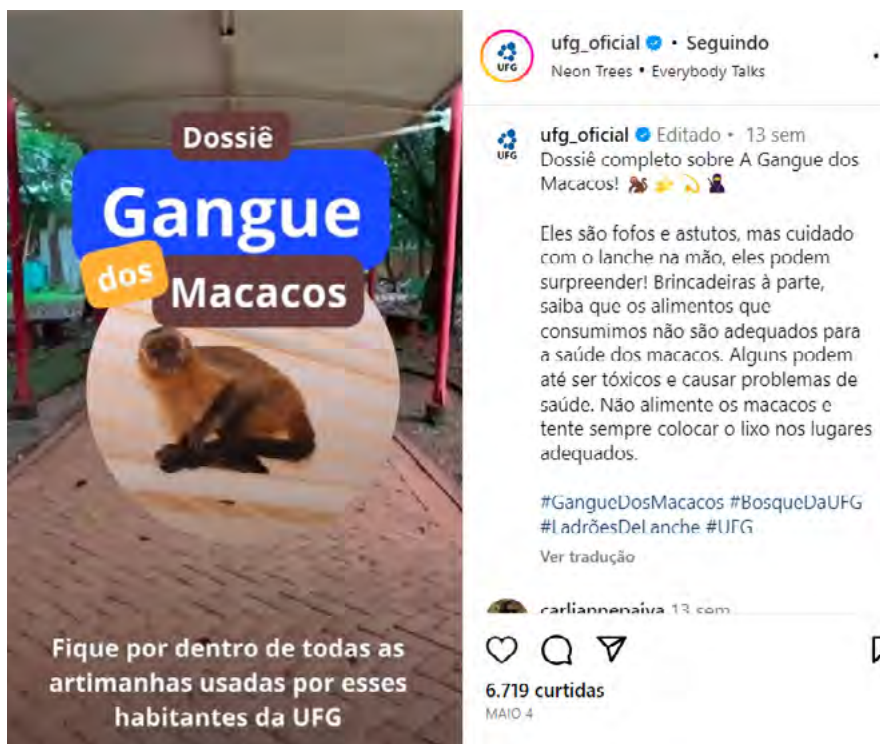 Dossiê
Gangue
dos
Macacos
Fique por dentro de todas as
artimanhas usadas por esses
habitantes da UFG
UFG
ufg_oficial • Seguindo
Neon Trees • Everybody Talks
UFG
ufg_oficial Editado • 13 sem
Dossiê completo sobre A Gangue dos
Macacos!
Eles são fofos e astutos, mas cuidado
com o lanche na mão, eles podem
surpreender! Brincadeiras à parte,
saiba que os alimentos que
consumimos não são adequados para
a saúde dos macacos. Alguns podem
até ser tóxicos e causar problemas de
saúde. Não alimente os macacos e
tente sempre colocar o lixo nos lugares
adequados.
#GangueDosMacacos #BosqueDaUFG
#LadrõesDeLanche #UFG
Ver tradução
carliannepaiva 13 sem
6.719 curtidas
MAIO 4